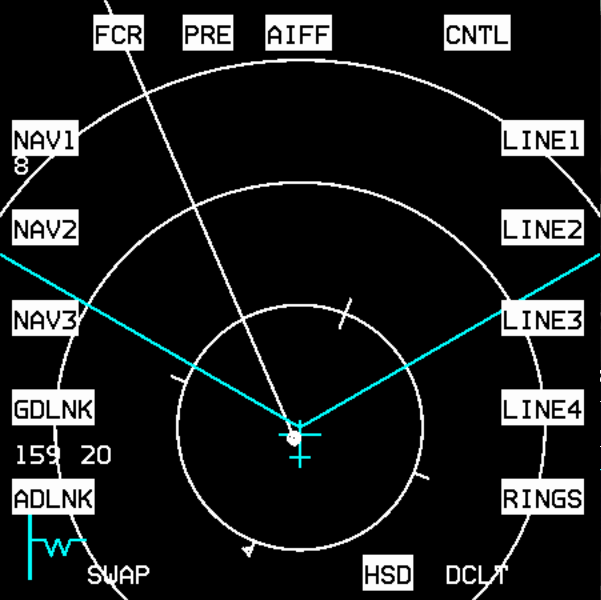 FCR PRE AIFF CNTL
NAV1 LINE1
8
NAV2 LINE2
NAV3 LINE3
GDLNK LINE4
159 20
ADLNK RINGS
SWAP HSD DCLT